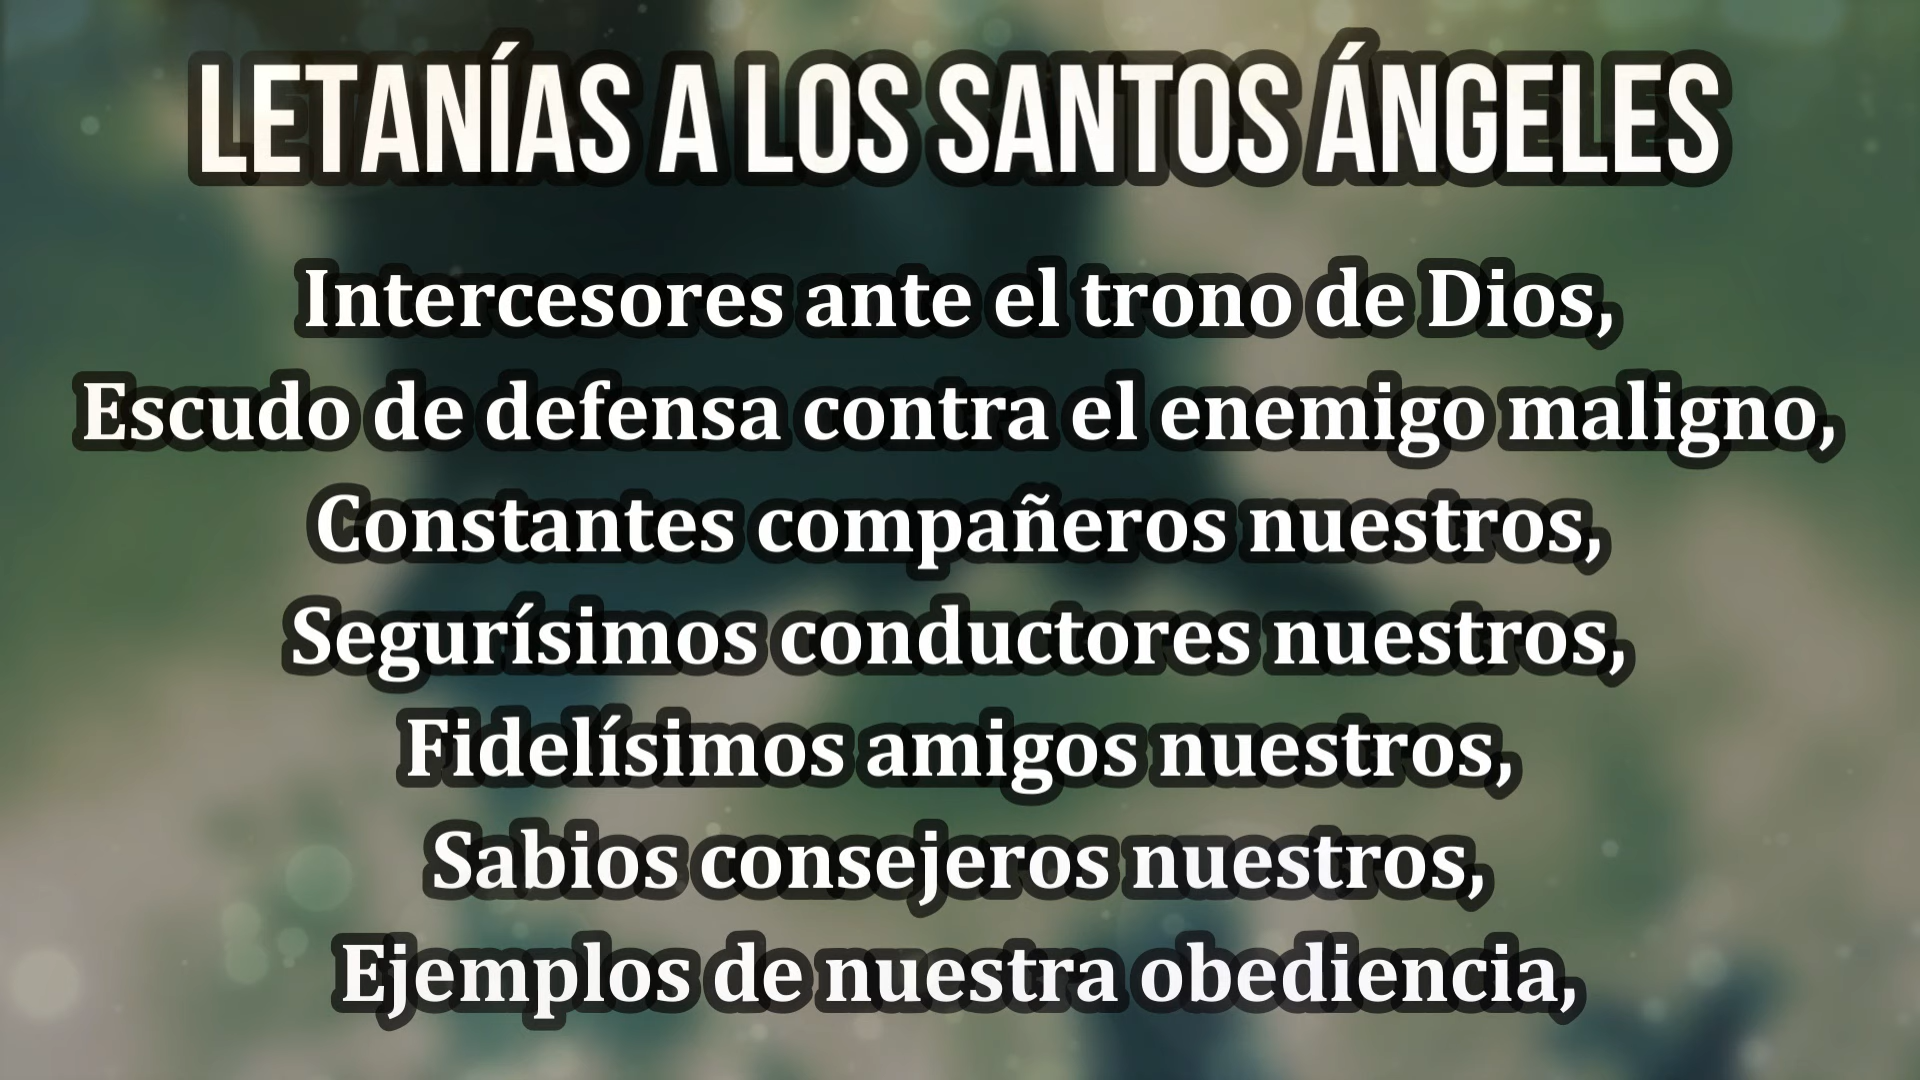 LETANÍAS A LOS SANTOS ÁNGELES
Intercesores ante el trono de Dios,
Escudo de defensa contra el enemigo maligno,
Constantes compañeros nuestros,
Segurísimos conductores nuestros,
Fidelísimos amigos nuestros,
Sabios consejeros nuestros,
Ejemplos de nuestra obediencia,